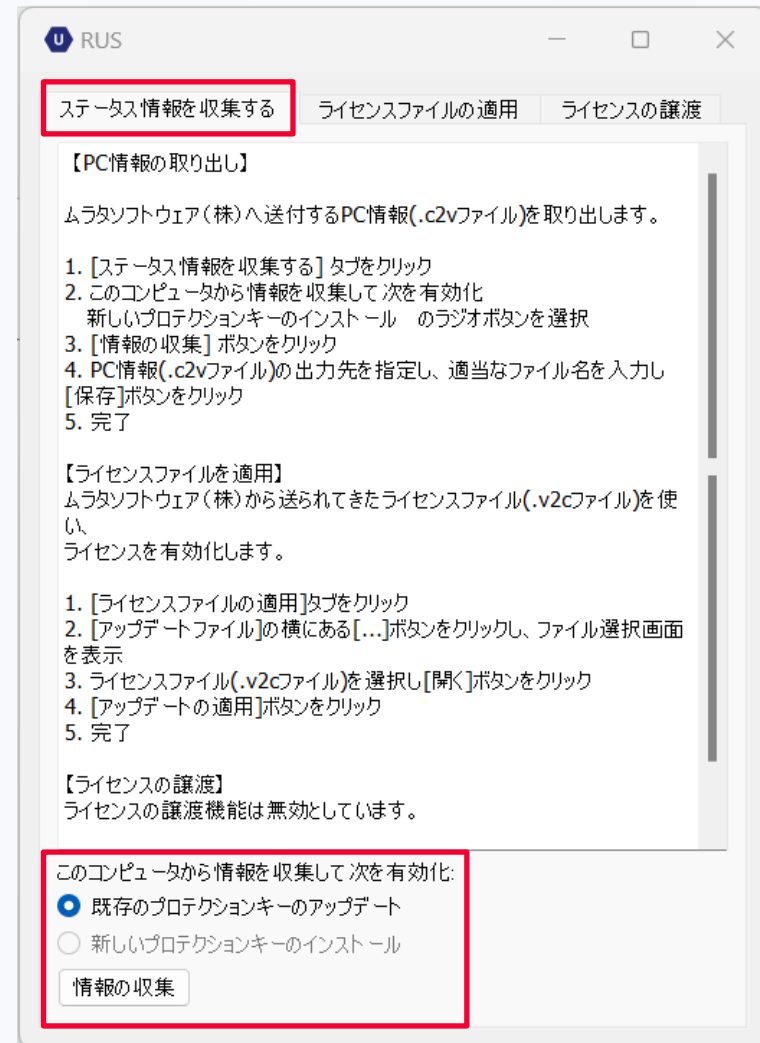 RUS
ステータス情報を収集する ライセンスファイルの適用 ライセンスの譲渡
【PC情報の取り出し】
ムラタソフトウェア(株)へ送付するPC情報(.c2vファイル)を取り出します。
1. [ステータス情報を収集する] タブをクリック
2. このコンピュータから情報を収集して次を有効化
新しいプロテクションキーのインストール のラジオボタンを選択
3. [情報の収集] ボタンをクリック
4. PC情報(.c2vファイル)の出力先を指定し、適当なファイル名を入力し
[保存]ボタンをクリック
5. 完了
【ライセンスファイルを適用】
ムラタソフトウェア(株)から送られてきたライセンスファイル(.v2cファイル)を使
い、
ライセンスを有効化します。
1. [ライセンスファイルの適用]タブをクリック
2. [アップデートファイル]の横にある[...]ボタンをクリックし、ファイル選択画面
を表示
3. ライセンスファイル(.v2cファイル)を選択し[開く]ボタンをクリック
4. [アップデートの適用]ボタンをクリック
5. 完了
【ライセンスの譲渡】
ライセンスの譲渡機能は無効としています。
このコンピュータから情報を収集して次を有効化:
既存のプロテクションキーのアップデート
新しいプロテクションキーのインストール
情報の収集